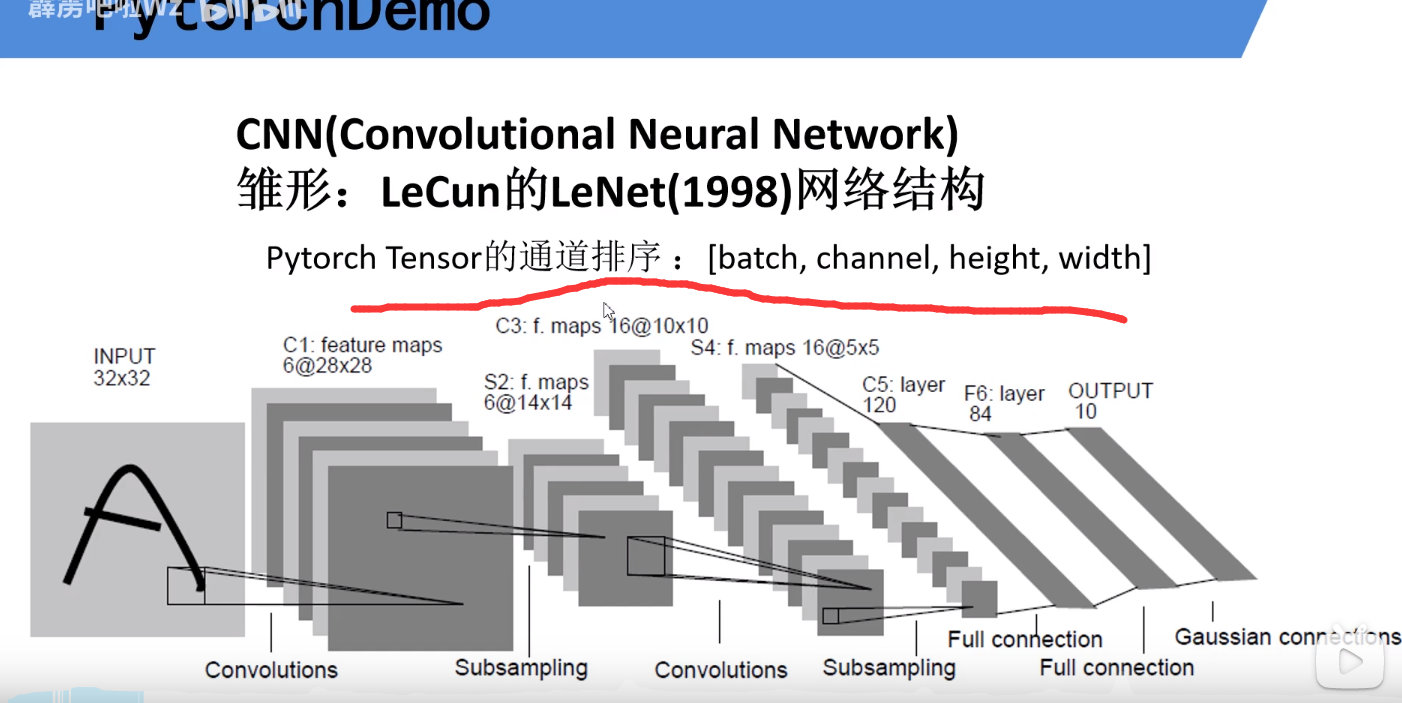 霹雳吧啦Wz bilibili
PytorchDemo
CNN(Convolutional Neural Network)
雏形：LeCun的LeNet(1998)网络结构
Pytorch Tensor的通道排序 ：[batch, channel, height, width]
C3: f. maps 16@10x10
INPUT
32x32
C1: feature maps
6@28x28
S2: f. maps
6@14x14
S4: f. maps 16@5x5
C5: layer
120
F6: layer
84
OUTPUT
10
Convolutions
Subsampling
Convolutions
Subsampling
Full connection
Full connection
Gaussian connections